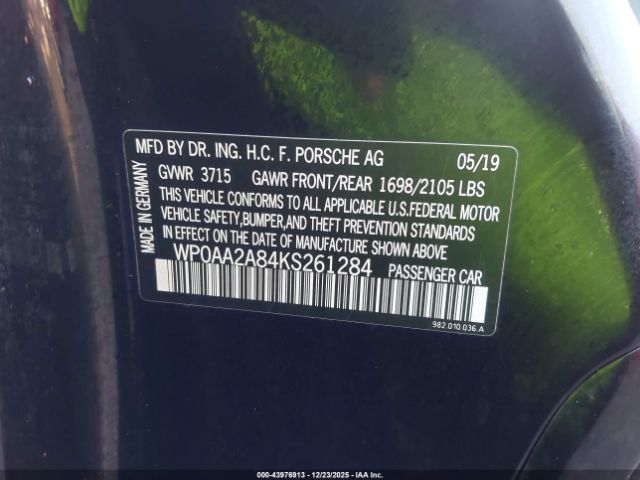 MFD BY DR. ING. H.C. F. PORSCHE AG 05/19
GVWR 3715 GAWR FRONT/REAR 1698/2105 LBS
THIS VEHICLE CONFORMS TO ALL APPLICABLE U.S.FEDERAL MOTOR
VEHICLE SAFETY,BUMPER,AND THEFT PREVENTION STANDARDS
IN EFFECT ON THE DATE OF MANUFACTURE SHOWN ABOVE.
WP0AA2A84KS261284 PASSENGER CAR
982 010 036 A
MADE IN GERMANY
000-43976913 - 12/23/2025 - IAA, Inc.